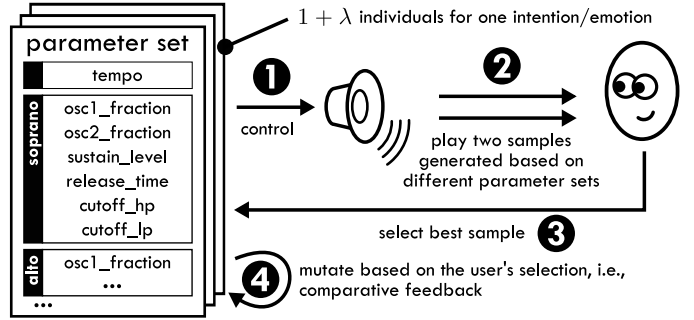 1 + λ individuals for one intention/emotion
parameter set
tempo
soprano
osc1_fraction
osc2_fraction
sustain_level
release_time
cutoff_hp
cutoff_lp
alto
osc1_fraction
...
...
1
control
2
play two samples
generated based on
different parameter sets
select best sample 3
4 mutate based on the user's selection, i.e.,
comparative feedback